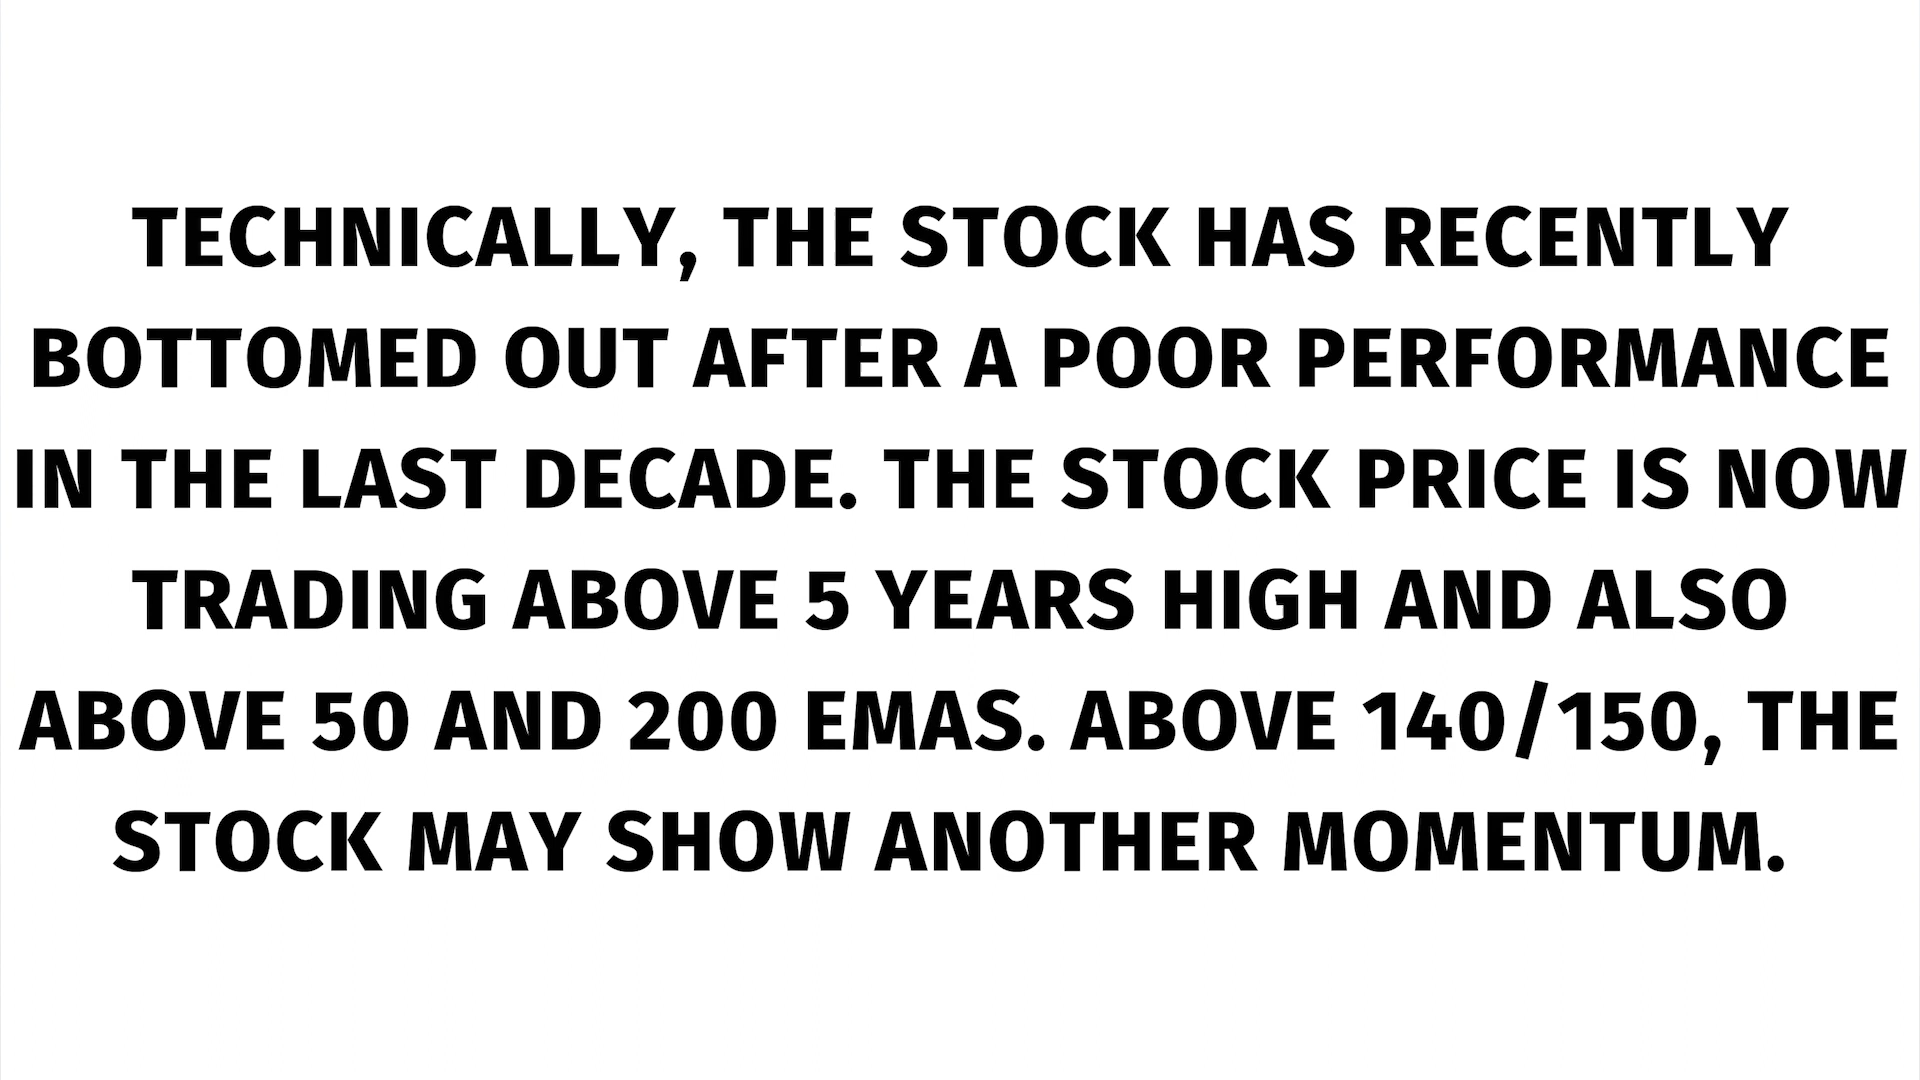 TECHNICALLY, THE STOCK HAS RECENTLY
BOTTOMED OUT AFTER A POOR PERFORMANCE
IN THE LAST DECADE. THE STOCK PRICE IS NOW
TRADING ABOVE 5 YEARS HIGH AND ALSO
ABOVE 50 AND 200 EMAS. ABOVE 140/150, THE
STOCK MAY SHOW ANOTHER MOMENTUM.